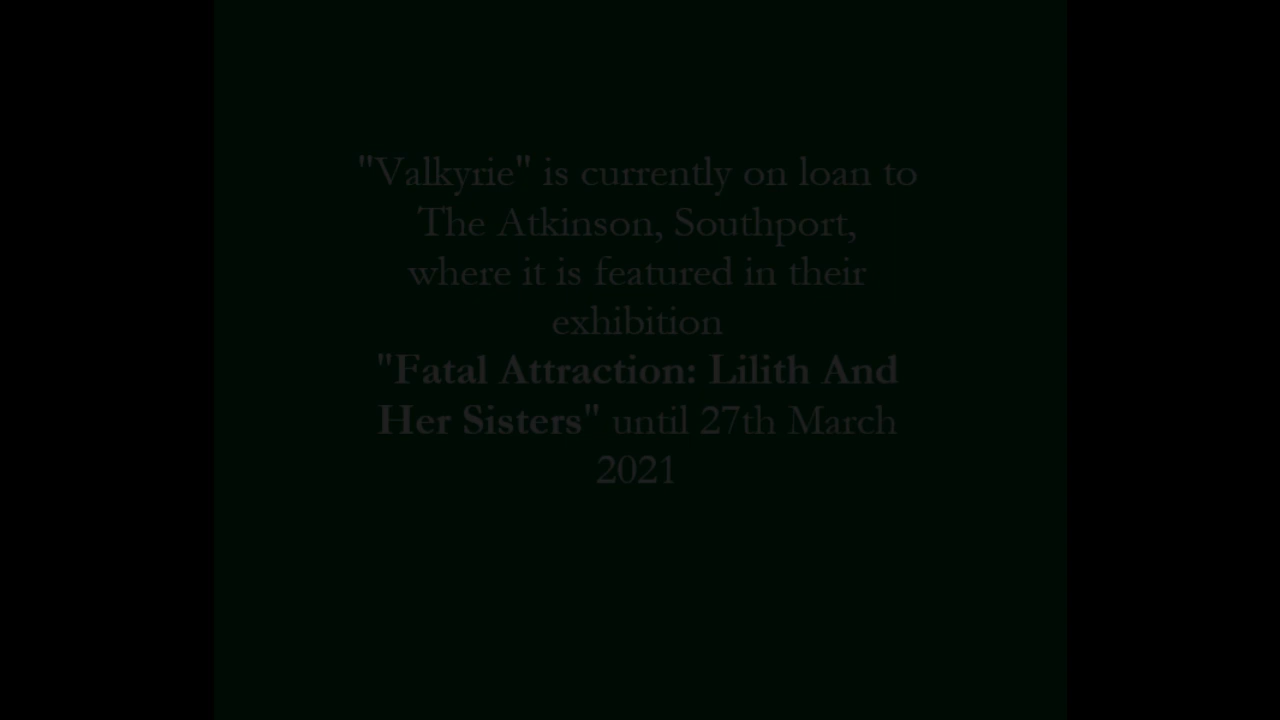 "Valkyrie" is currently on loan to
The Atkinson, Southport,
where it is featured in their
exhibition
"Fatal Attraction: Lilith And
Her Sisters" until 27th March
2021